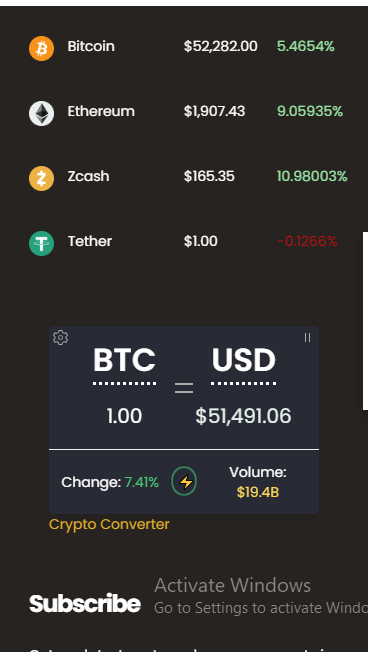 Bitcoin $52,282.00 5.4654%
Ethereum $1,907.43 9.05935%
Zcash $165.35 10.98003%
Tether $1.00 -0.1266%
BTC = USD
1.00 $51,491.06
Change: 7.41% Volume:
$19.4B
Crypto Converter
Activate Windows
Subscribe Go to Settings to activate Windo